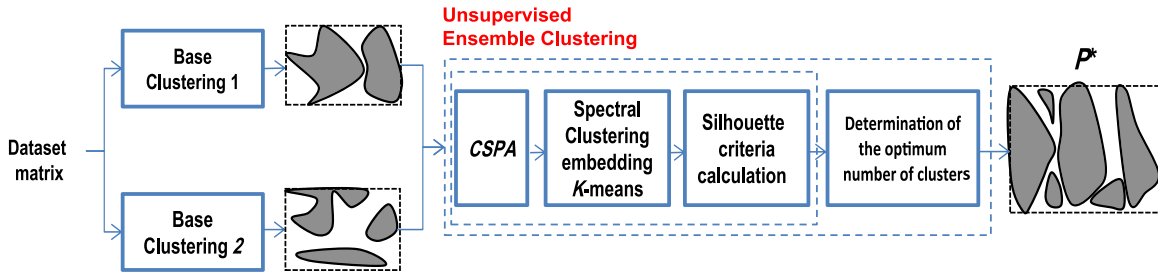 Unsupervised
Ensemble Clustering
Base
Clustering 1
P*
Dataset
matrix
CSPA
Spectral
Clustering
embedding
K-means
Silhouette
criteria
calculation
Determination of
the optimum
number of clusters
Base
Clustering 2